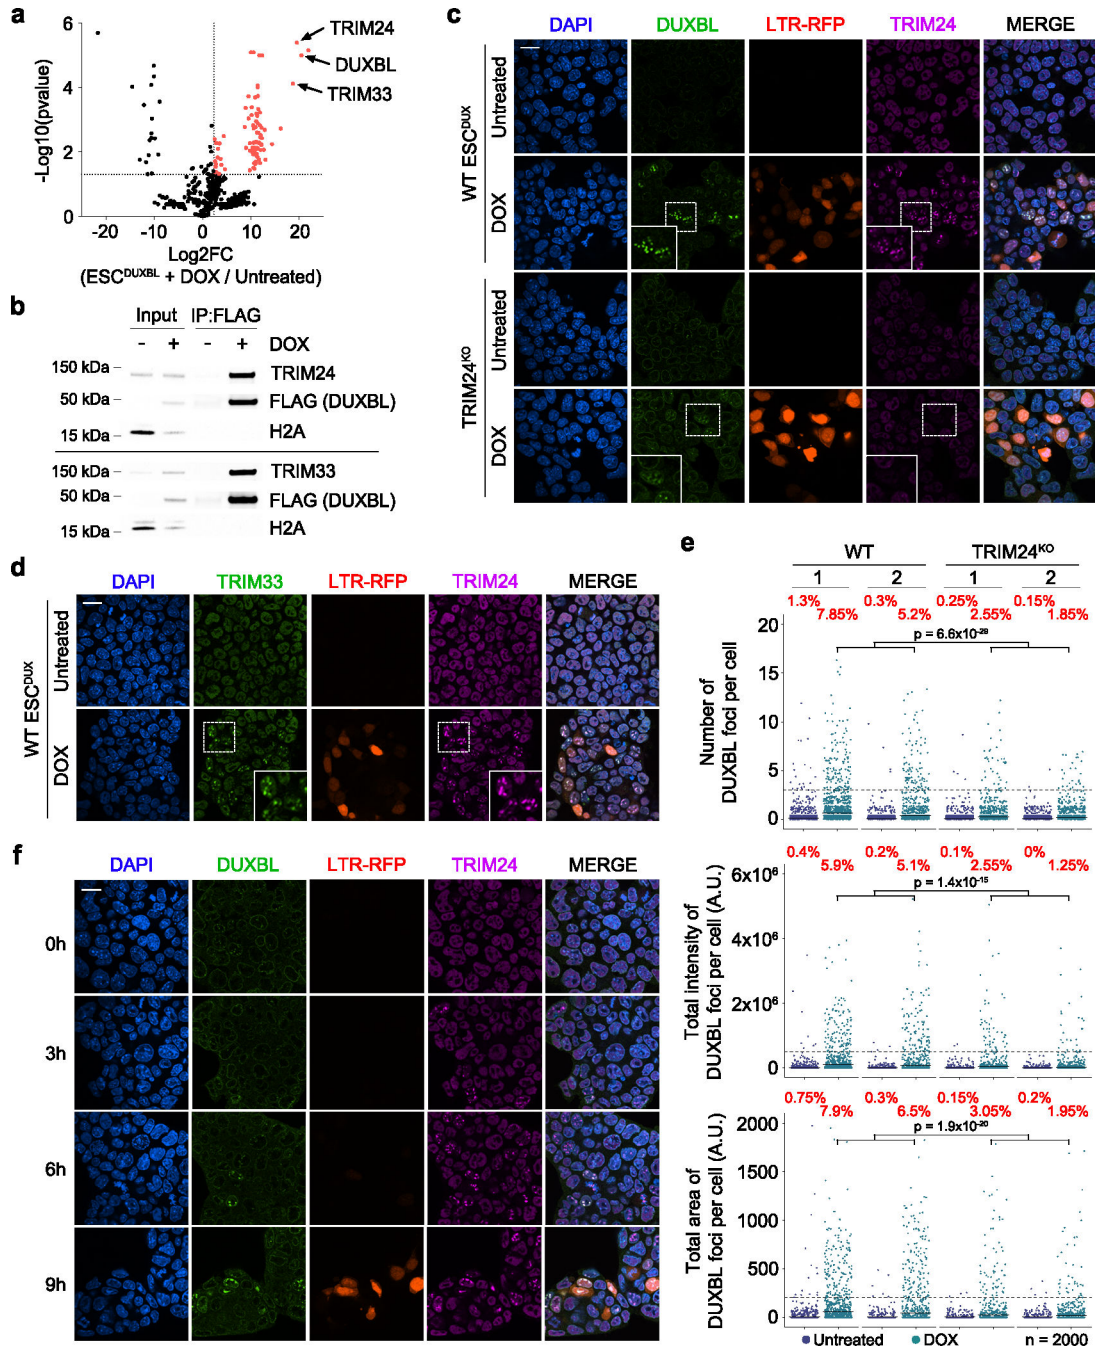 a
6
4
2
0
-Log10(pvalue)
-20
-10
0
10
20
Log2FC
(ESCᴰᵁˣᴮᴸ + DOX / Untreated)
TRIM24
DUXBL
TRIM33
b
Input IP:FLAG
- + - + DOX
150 kDa TRIM24
50 kDa FLAG (DUXBL)
15 kDa H2A
150 kDa TRIM33
50 kDa FLAG (DUXBL)
15 kDa H2A
c
DAPI DUXBL LTR-RFP TRIM24 MERGE
WT ESCᴰᵁˣ
Untreated
DOX
TRIM24ᴷᴼ
Untreated
DOX
d
DAPI TRIM33 LTR-RFP TRIM24 MERGE
WT ESCᴰᵁˣ
Untreated
DOX
e
WT TRIM24ᴷᴼ
1 2 1 2
1.3% 0.3% 0.25% 0.15%
7.85% 5.2% 2.55% 1.85%
p = 6.6x10⁻²⁹
20
15
10
5
0
Number of
DUXBL foci per cell
0.4% 0.2% 0.1% 0%
5.9% 5.1% 2.55% 1.25%
p = 1.4x10⁻¹⁵
6x10⁶
4x10⁶
2x10⁶
0
Total intensity of
DUXBL foci per cell (A.U.)
0.75% 0.3% 0.15% 0.2%
7.9% 6.5% 3.05% 1.95%
p = 1.9x10⁻²⁰
2000
1500
1000
500
0
Total area of
DUXBL foci per cell (A.U.)
Untreated DOX n = 2000
f
DAPI DUXBL LTR-RFP TRIM24 MERGE
0h
3h
6h
9h